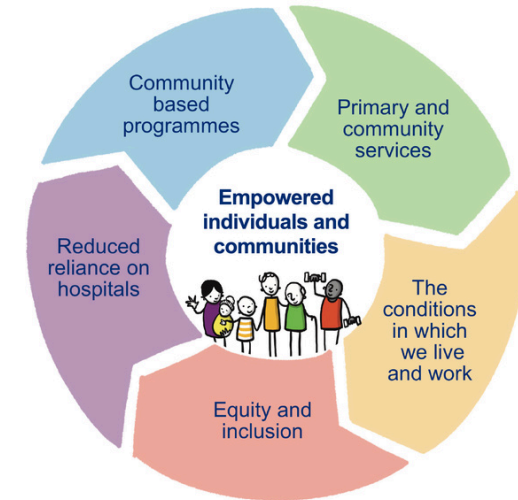 Community
based
programmes
Primary and
community
services
Empowered
individuals and
communities
Reduced
reliance on
hospitals
The
conditions
in which
we live
and work
Equity and
inclusion